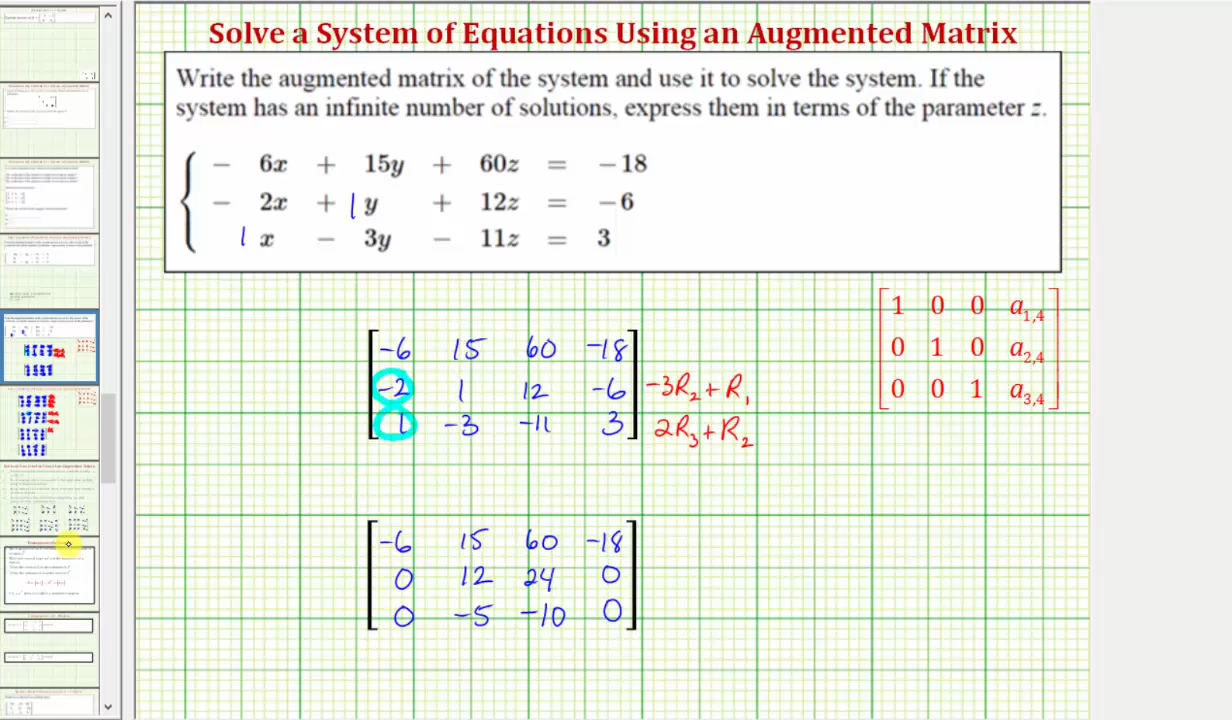 Solve a System of Equations Using an Augmented Matrix
Write the augmented matrix of the system and use it to solve the system. If the
system has an infinite number of solutions, express them in terms of the parameter z.
− 6x + 15y + 60z = −18
− 2x + 1 y + 12z = −6
1 x − 3y − 11z = 3
1 0 0 a1,4
0 1 0 a2,4
0 0 1 a3,4
-6 15 60 -18
-2 1 12 -6 -3R2 + R1
1 -3 -11 3 2R3 + R2
-6 15 60 -18
0 12 24 0
0 -5 -10 0